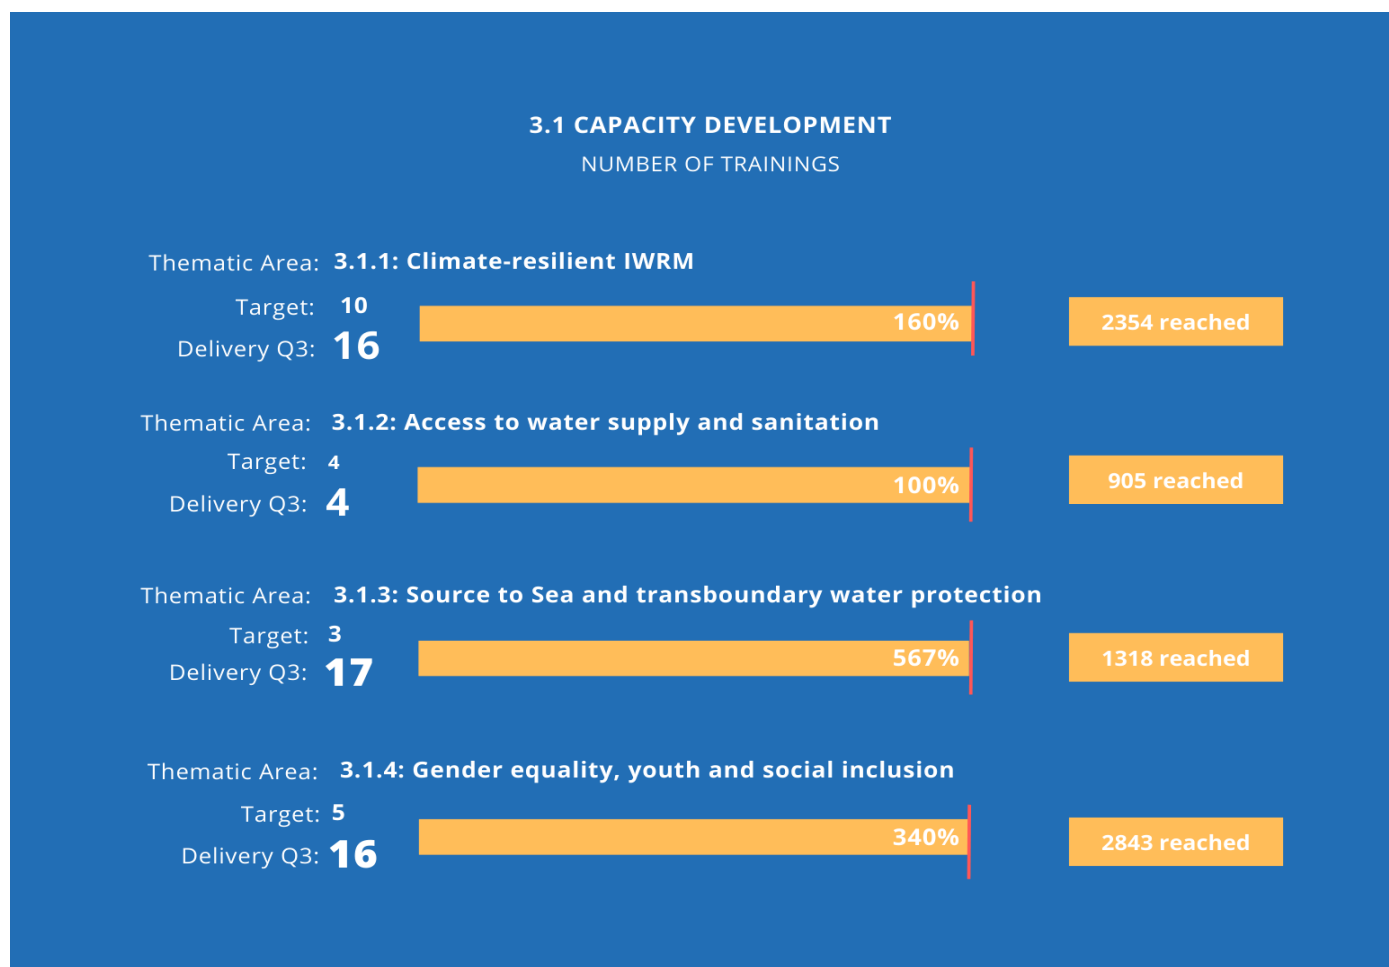 3.1 CAPACITY DEVELOPMENT
NUMBER OF TRAININGS
Thematic Area: 3.1.1: Climate-resilient IWRM
Target: 10
Delivery Q3: 16
160%
2354 reached
Thematic Area: 3.1.2: Access to water supply and sanitation
Target: 4
Delivery Q3: 4
100%
905 reached
Thematic Area: 3.1.3: Source to Sea and transboundary water protection
Target: 3
Delivery Q3: 17
567%
1318 reached
Thematic Area: 3.1.4: Gender equality, youth and social inclusion
Target: 5
Delivery Q3: 16
340%
2843 reached